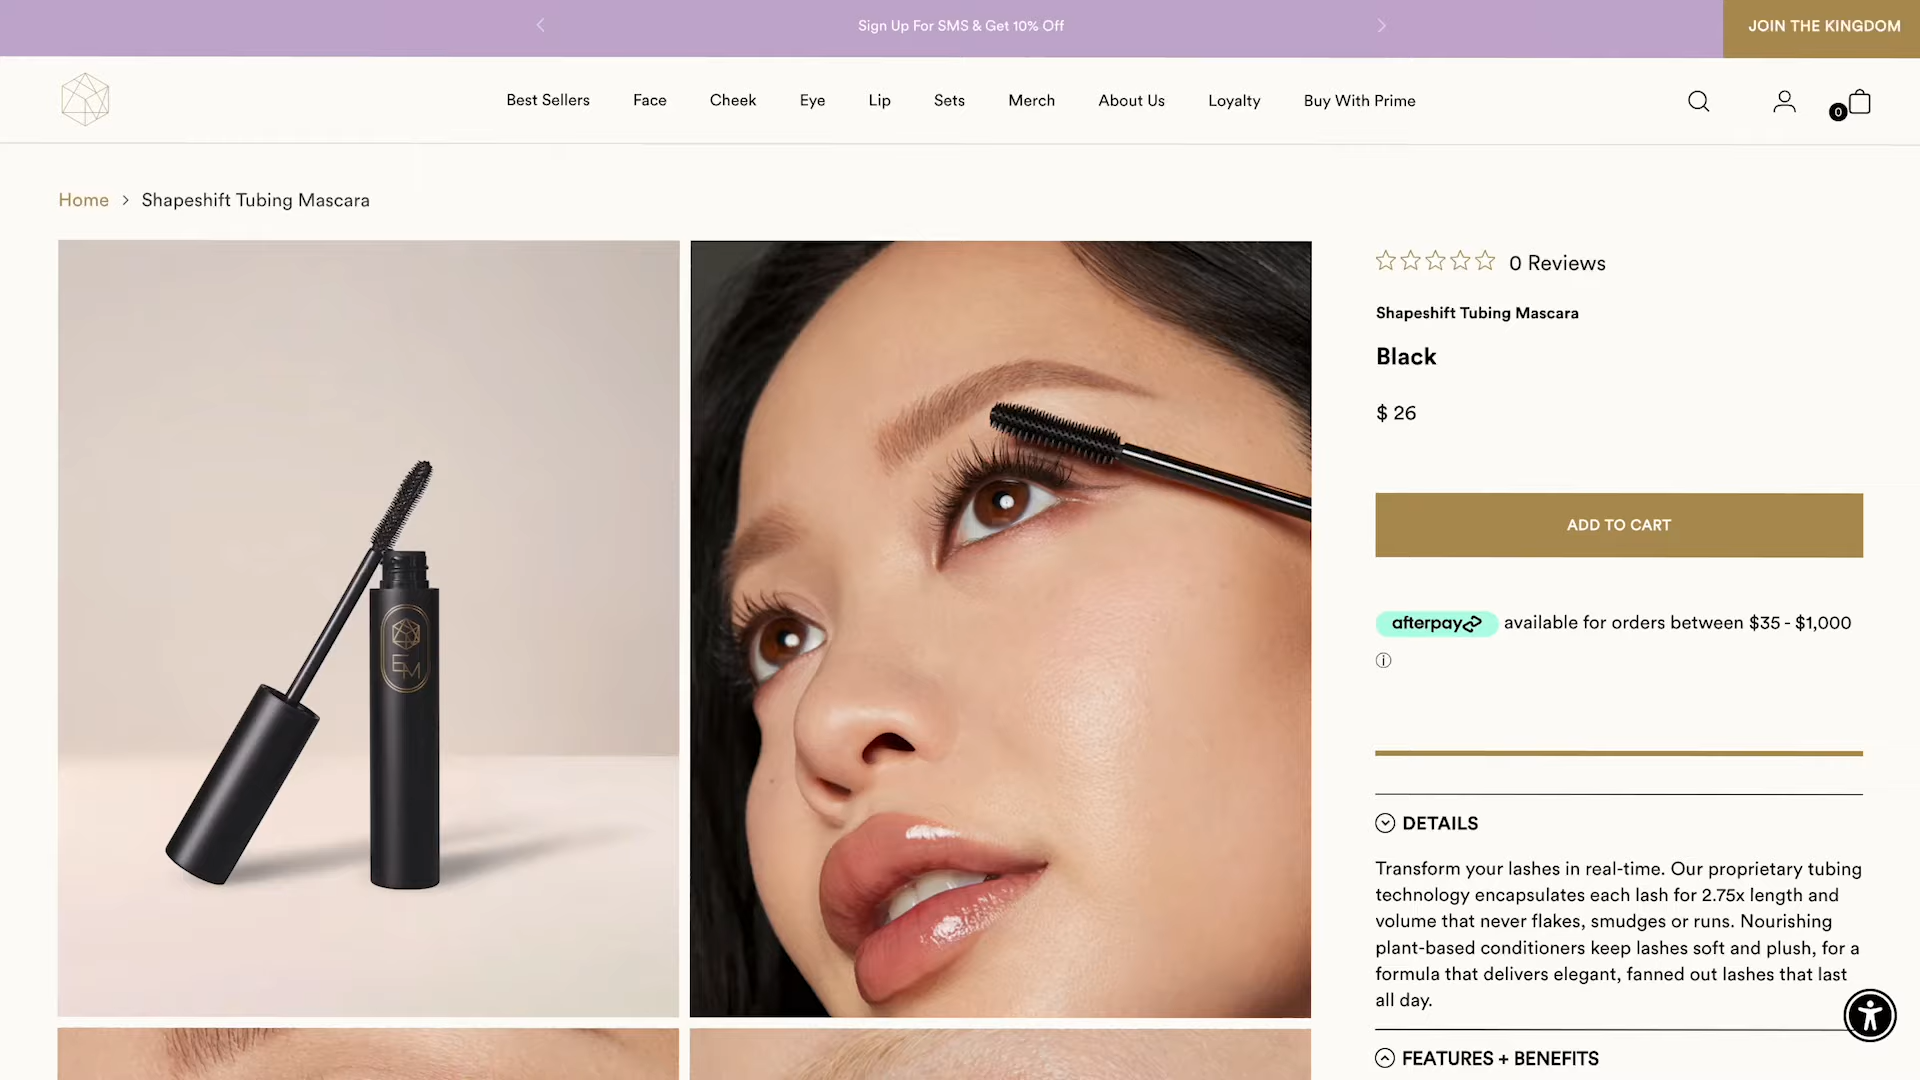 Sign Up For SMS & Get 10% Off
JOIN THE KINGDOM
Best Sellers
Face
Cheek
Eye
Lip
Sets
Merch
About Us
Loyalty
Buy With Prime
0
Home > Shapeshift Tubing Mascara
0 Reviews
Shapeshift Tubing Mascara
Black
$ 26
EM
ADD TO CART
afterpay available for orders between $35 - $1,000
DETAILS
Transform your lashes in real-time. Our proprietary tubing
technology encapsulates each lash for 2.75x length and
volume that never flakes, smudges or runs. Nourishing
plant-based conditioners keep lashes soft and plush, for a
formula that delivers elegant, fanned out lashes that last
all day.
FEATURES + BENEFITS